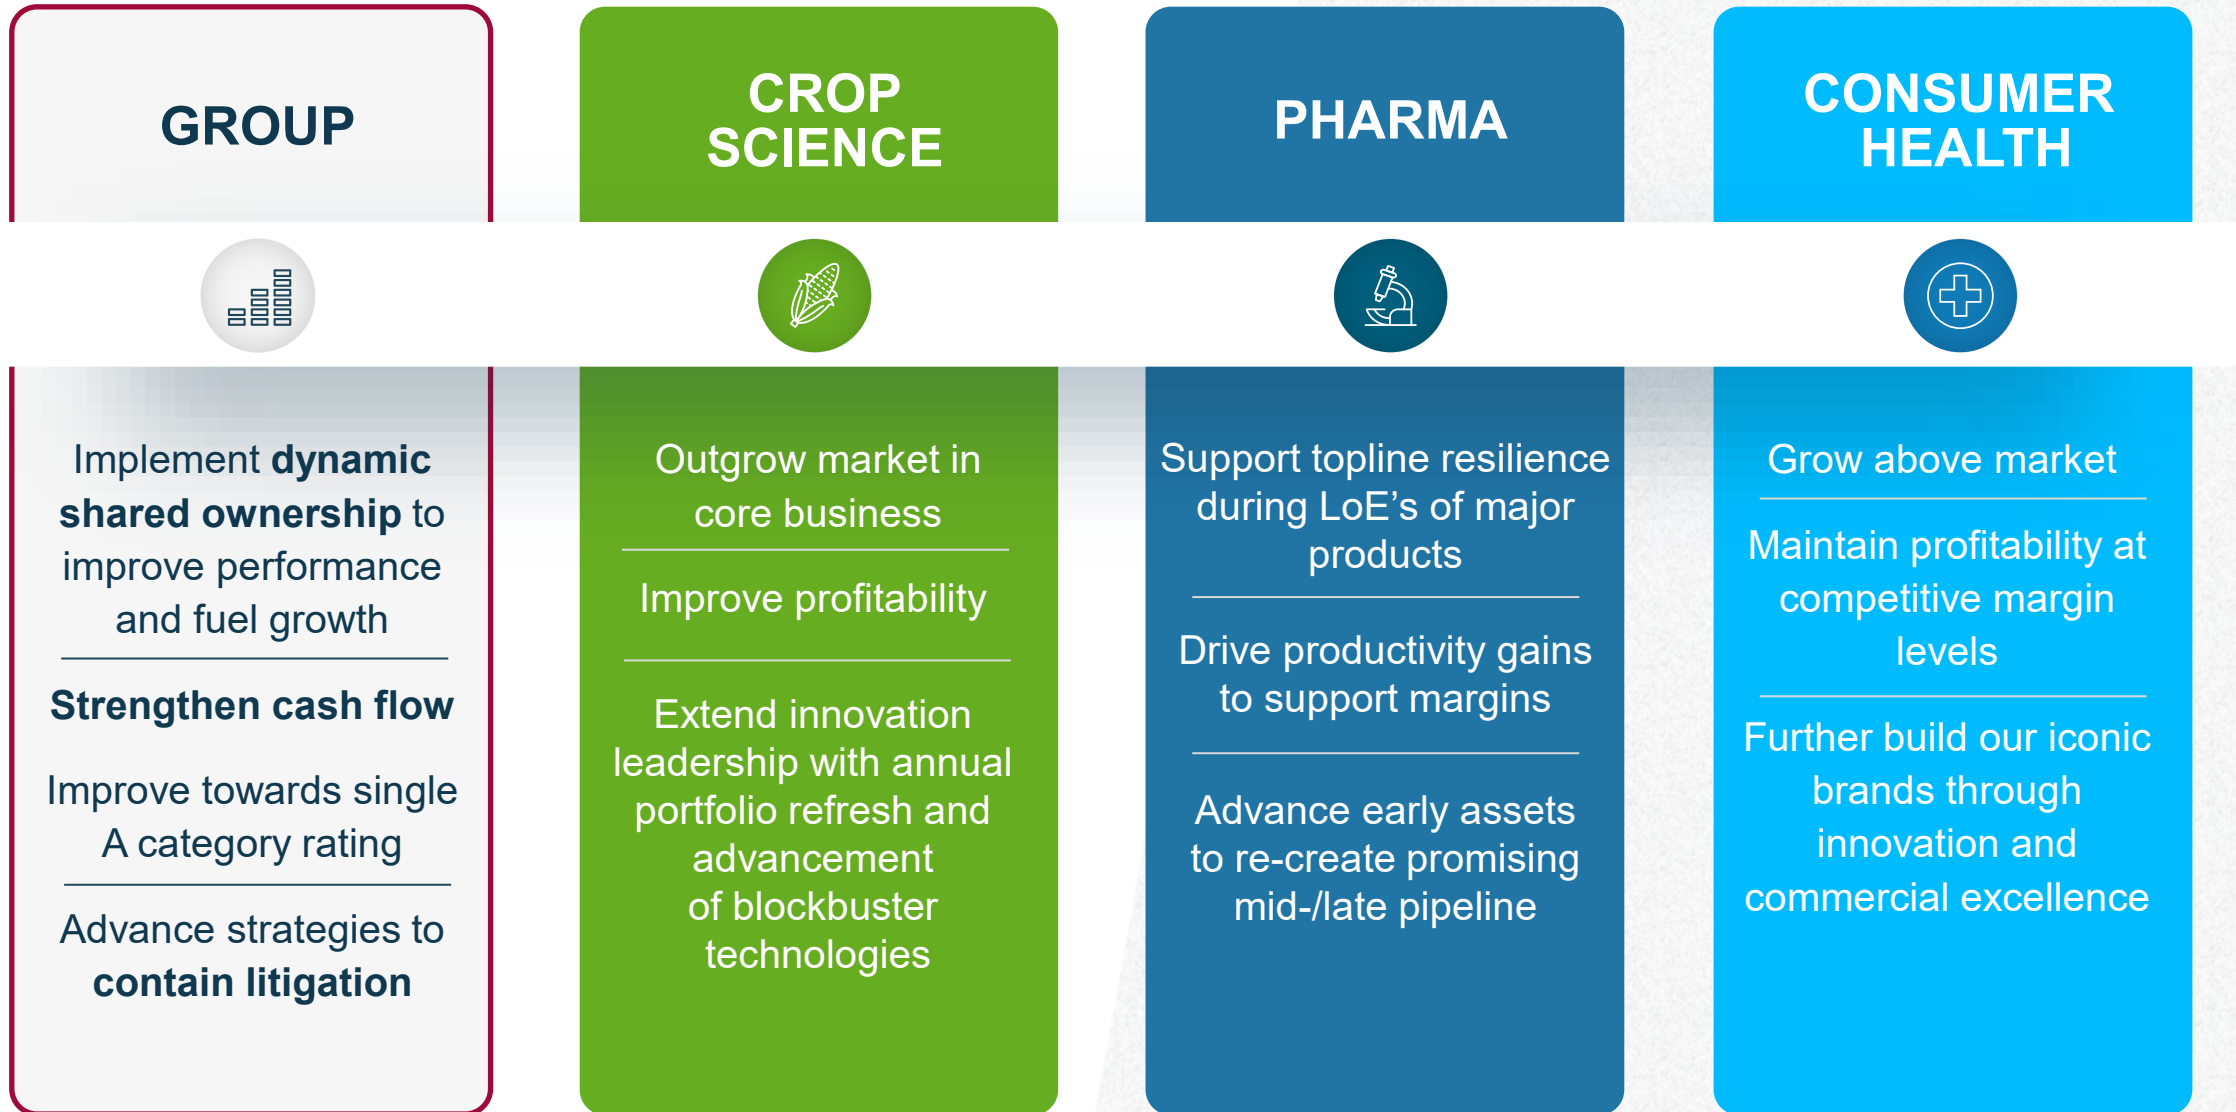 GROUP
Implement dynamic
shared ownership to
improve performance
and fuel growth
Strengthen cash flow
Improve towards single
A category rating
Advance strategies to
contain litigation
CROP
SCIENCE
Outgrow market in
core business
Improve profitability
Extend innovation
leadership with annual
portfolio refresh and
advancement
of blockbuster
technologies
PHARMA
Support topline resilience
during LoE’s of major
products
Drive productivity gains
to support margins
Advance early assets
to re-create promising
mid-/late pipeline
CONSUMER
HEALTH
Grow above market
Maintain profitability at
competitive margin
levels
Further build our iconic
brands through
innovation and
commercial excellence